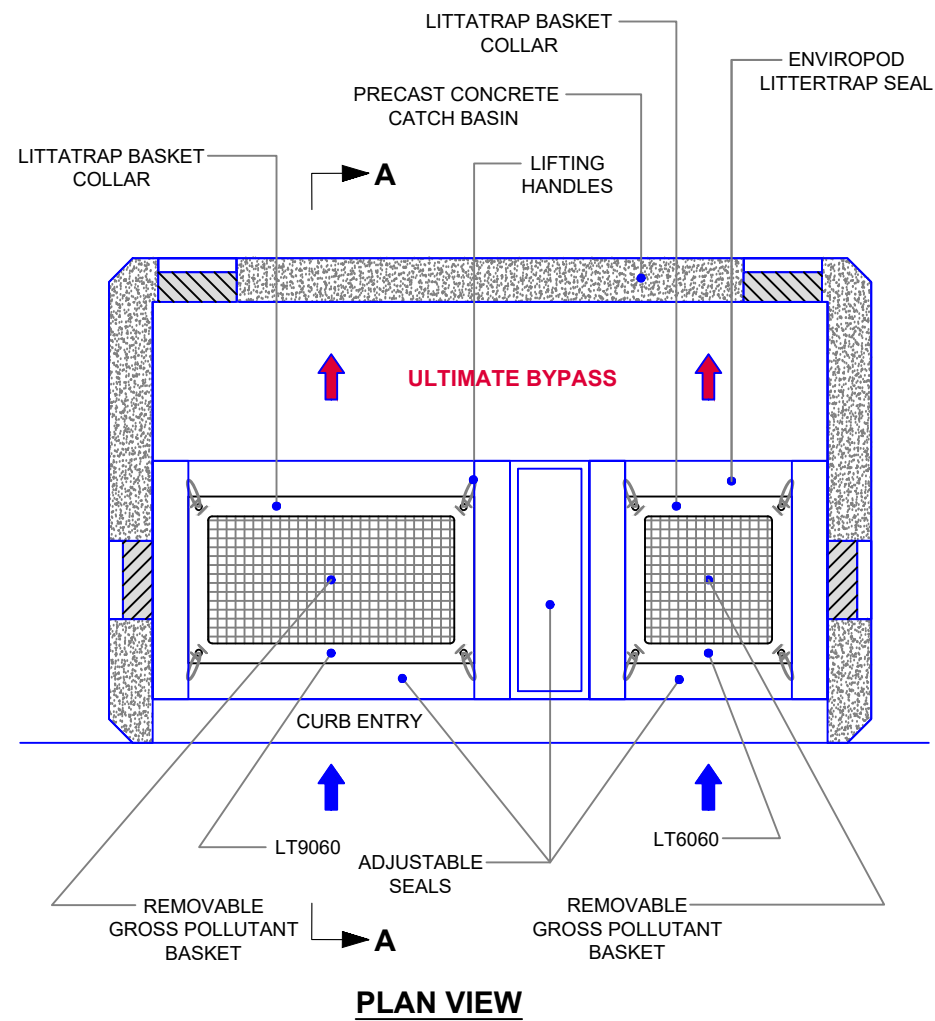 LITTATRAP BASKET
COLLAR
ENVIROPOD
LITTERTRAP SEAL
PRECAST CONCRETE
CATCH BASIN
LITTATRAP BASKET
COLLAR
A
LIFTING
HANDLES
ULTIMATE BYPASS
CURB ENTRY
LT9060
ADJUSTABLE
SEALS
LT6060
REMOVABLE
GROSS POLLUTANT
BASKET
A
REMOVABLE
GROSS POLLUTANT
BASKET
PLAN VIEW